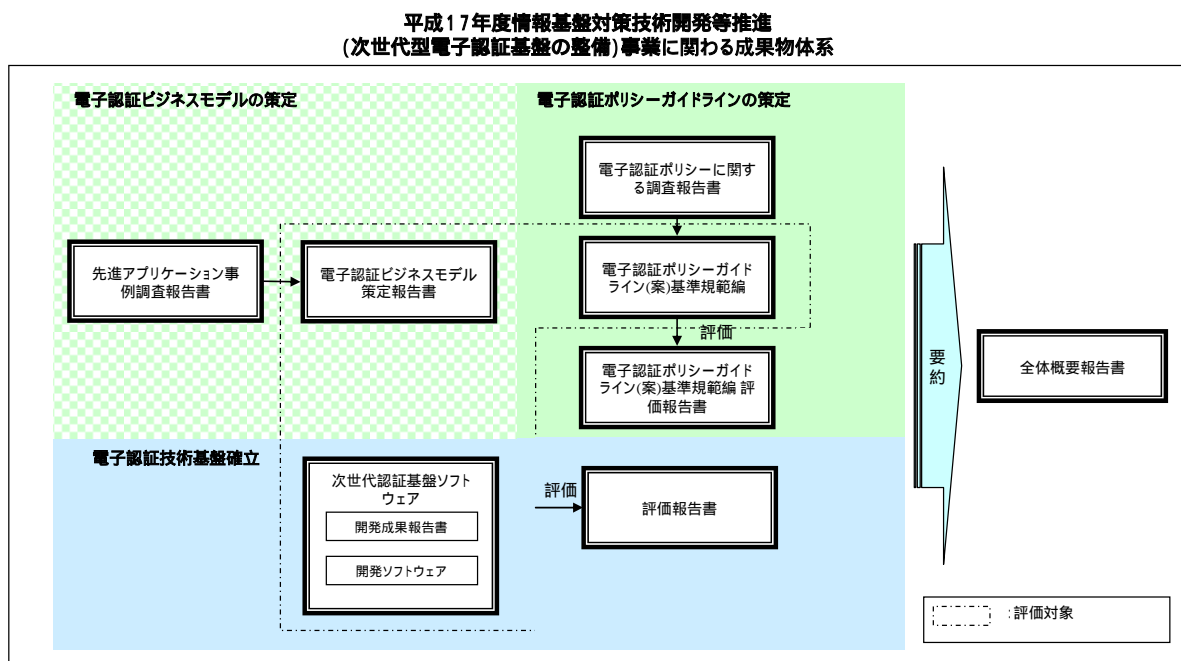 平成17年度情報基盤対策技術開発等推進
(次世代型電子認証基盤の整備)事業に関わる成果物体系
電子認証ビジネスモデルの策定
電子認証ポリシーガイドラインの策定
電子認証ポリシーに関す
る調査報告書
先進アプリケーション事
例調査報告書
電子認証ビジネスモデル
策定報告書
電子認証ポリシーガイド
ライン(案)基準規範編
評価
電子認証ポリシーガイド
ライン(案)基準規範編 評
価報告書
要
約
全体概要報告書
電子認証技術基盤確立
次世代認証基盤ソフト
ウェア
開発成果報告書
開発ソフトウェア
評価
評価報告書
:評価対象